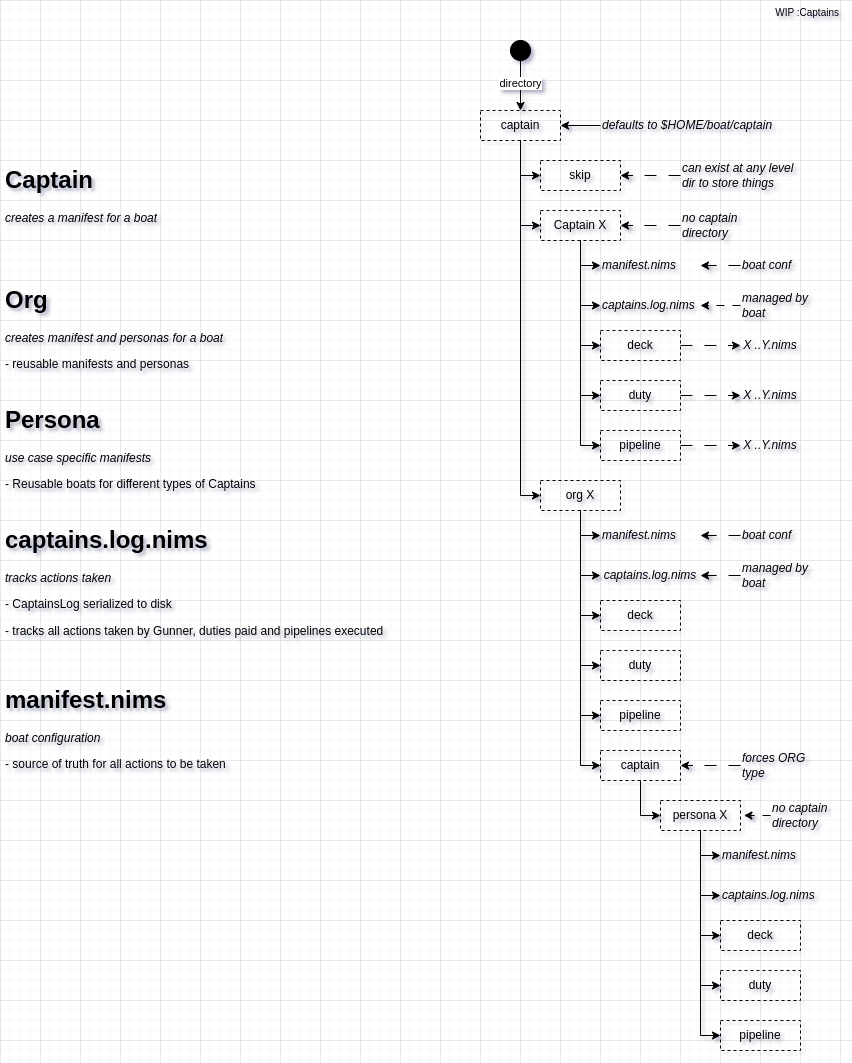 WIP :Captains
directory
captain
defaults to $HOME/boat/captain
skip
can exist at any level
dir to store things
Captain X
no captain
directory
manifest.nims
boat conf
captains.log.nims
managed by
boat
deck
X ..Y.nims
duty
X ..Y.nims
pipeline
X ..Y.nims
org X
manifest.nims
boat conf
captains.log.nims
managed by
boat
deck
duty
pipeline
captain
forces ORG
type
persona X
no captain
directory
manifest.nims
captains.log.nims
deck
duty
pipeline
Captain
creates a manifest for a boat
Org
creates manifest and personas for a boat
- reusable manifests and personas
Persona
use case specific manifests
- Reusable boats for different types of Captains
captains.log.nims
tracks actions taken
- CaptainsLog serialized to disk
- tracks all actions taken by Gunner, duties paid and pipelines executed
manifest.nims
boat configuration
- source of truth for all actions to be taken